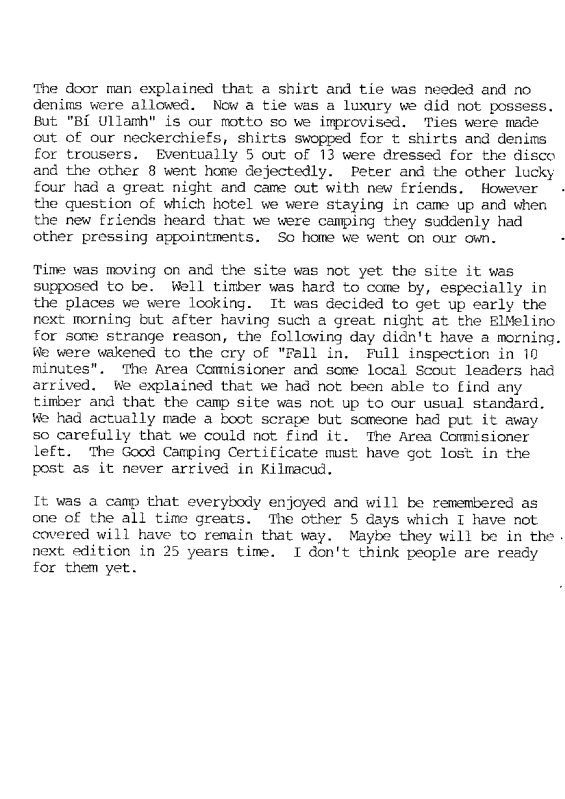 The door man explained that a shirt and tie was needed and no
denims were allowed.  Now a tie was a luxury we did not possess.
But "Bí Ullamh" is our motto so we improvised.  Ties were made
out of our neckerchiefs, shirts swopped for t shirts and denims
for trousers.  Eventually 5 out of 13 were dressed for the disco
and the other 8 went home dejectedly.  Peter and the other lucky
four had a great night and came out with new friends.  However
the question of which hotel we were staying in came up and when
the new friends heard that we were camping they suddenly had
other pressing appointments.  So home we went on our own.

Time was moving on and the site was not yet the site it was
supposed to be.  Well timber was hard to come by, especially in
the places we were looking.  It was decided to get up early the
next morning but after having such a great night at the ElMelino
for some strange reason, the following day didn't have a morning.
We were wakened to the cry of "Fall in.  Full inspection in 10
minutes".  The Area Commisioner and some local Scout leaders had
arrived.  We explained that we had not been able to find any
timber and that the camp site was not up to our usual standard.
We had actually made a boot scrape but someone had put it away
so carefully that we could not find it.  The Area Commisioner
left.  The Good Camping Certificate must have got lost in the
post as it never arrived in Kilmacud.

It was a camp that everybody enjoyed and will be remembered as
one of the all time greats.  The other 5 days which I have not
covered will have to remain that way.  Maybe they will be in the
next edition in 25 years time.  I don't think people are ready
for them yet.